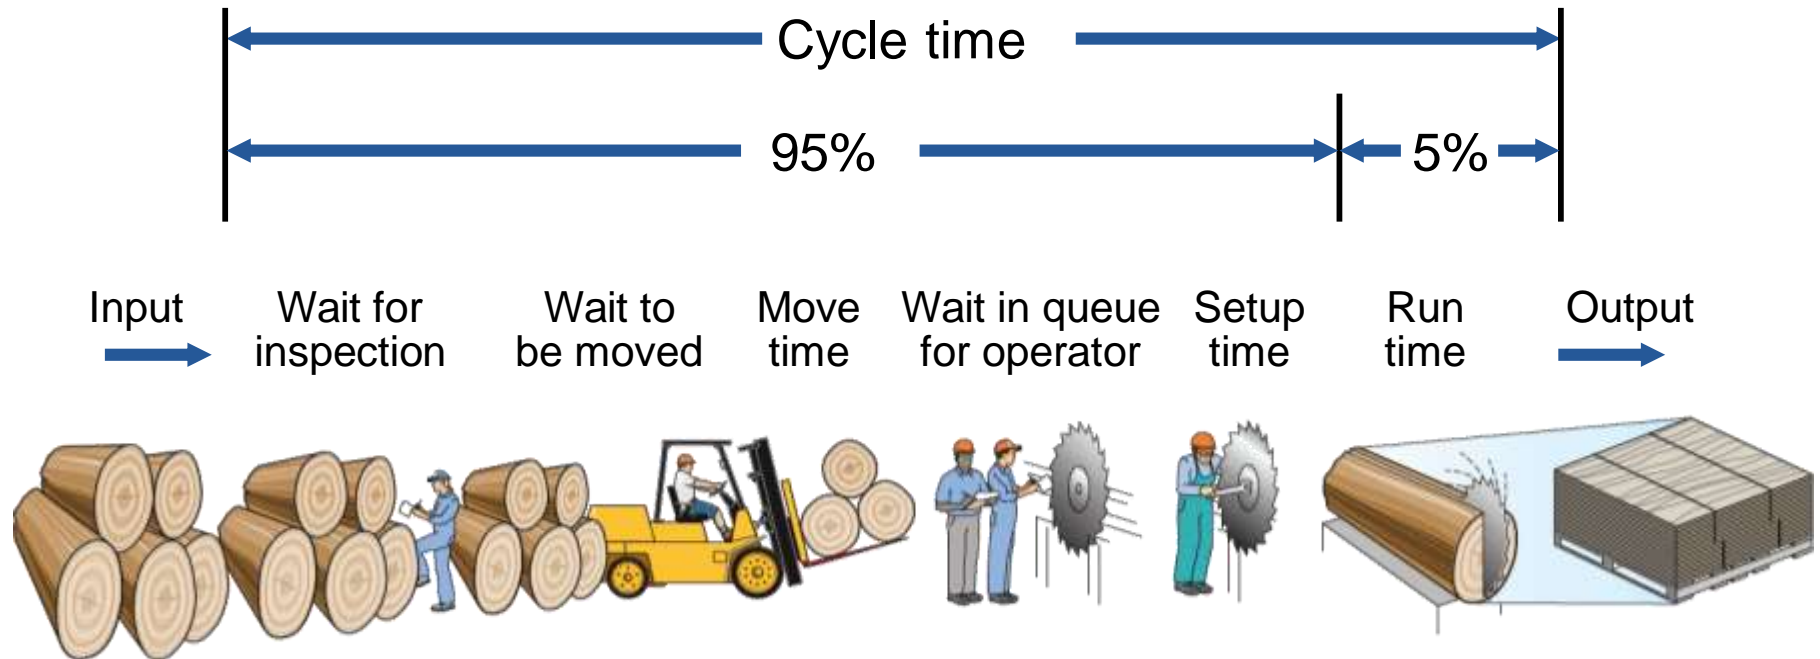 Cycle time
95%
5%
Input
Wait for
inspection
Wait to
be moved
Move
time
Wait in queue
for operator
Setup
time
Run
time
Output